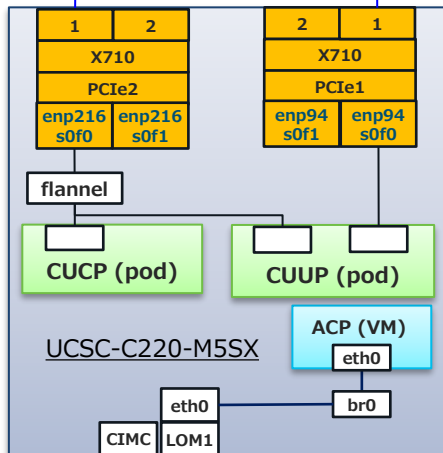 1 2
X710
PCIe2
enp216 enp216
s0f0 s0f1
2 1
X710
PCIe1
enp94 enp94
s0f1 s0f0
flannel
CUCP (pod)
CUUP (pod)
ACP (VM)
eth0
UCSC-C220-M5SX
br0
eth0
CIMC LOM1